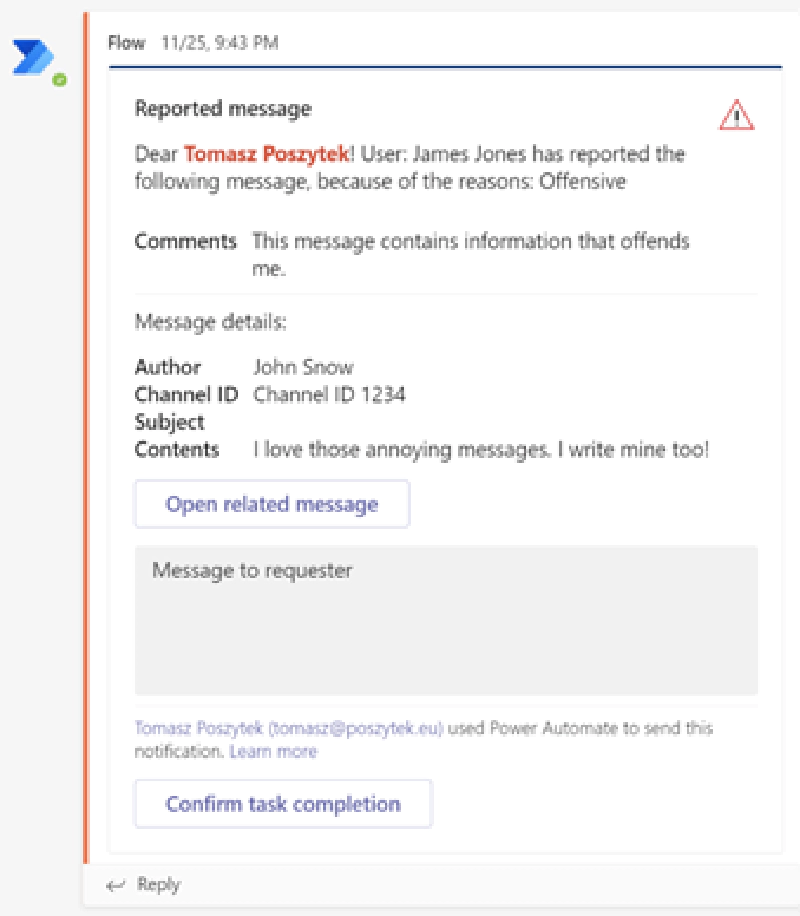 Flow 11/25, 9:43 PM
Reported message
Dear Tomasz Poszytek! User: James Jones has reported the
following message, because of the reasons: Offensive
Comments This message contains information that offends
me.
Message details:
Author John Snow
Channel ID Channel ID 1234
Subject
Contents I love those annoying messages. I write mine too!
Open related message
Message to requester
Tomasz Poszytek (tomasz@poszytek.eu) used Power Automate to send this
notification. Learn more
Confirm task completion
Reply